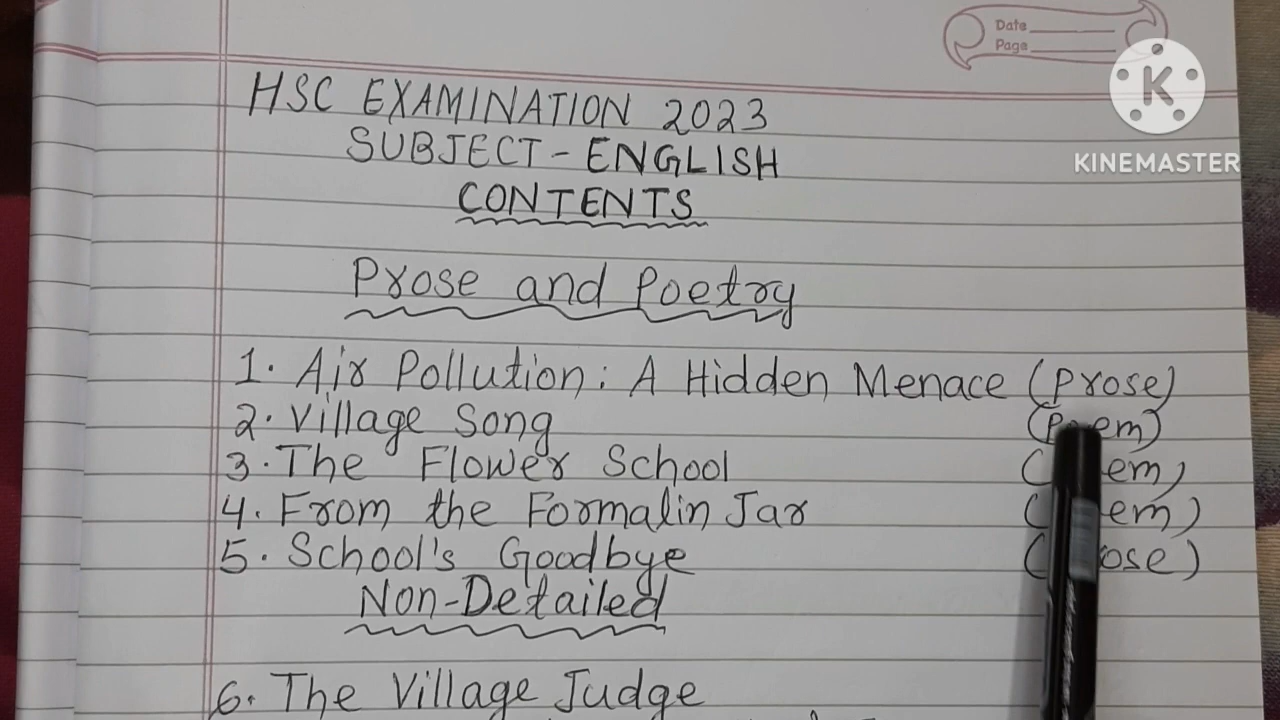 Date
Page
KINEMASTER
HSC EXAMINATION 2023
SUBJECT - ENGLISH
CONTENTS
Prose and Poetry
1. Air Pollution: A Hidden Menace (Prose)
2. Village Song (Poem)
3. The Flower School
4. From the Formalin Jar
5. School's Goodbye
Non-Detailed
6. The Village Judge